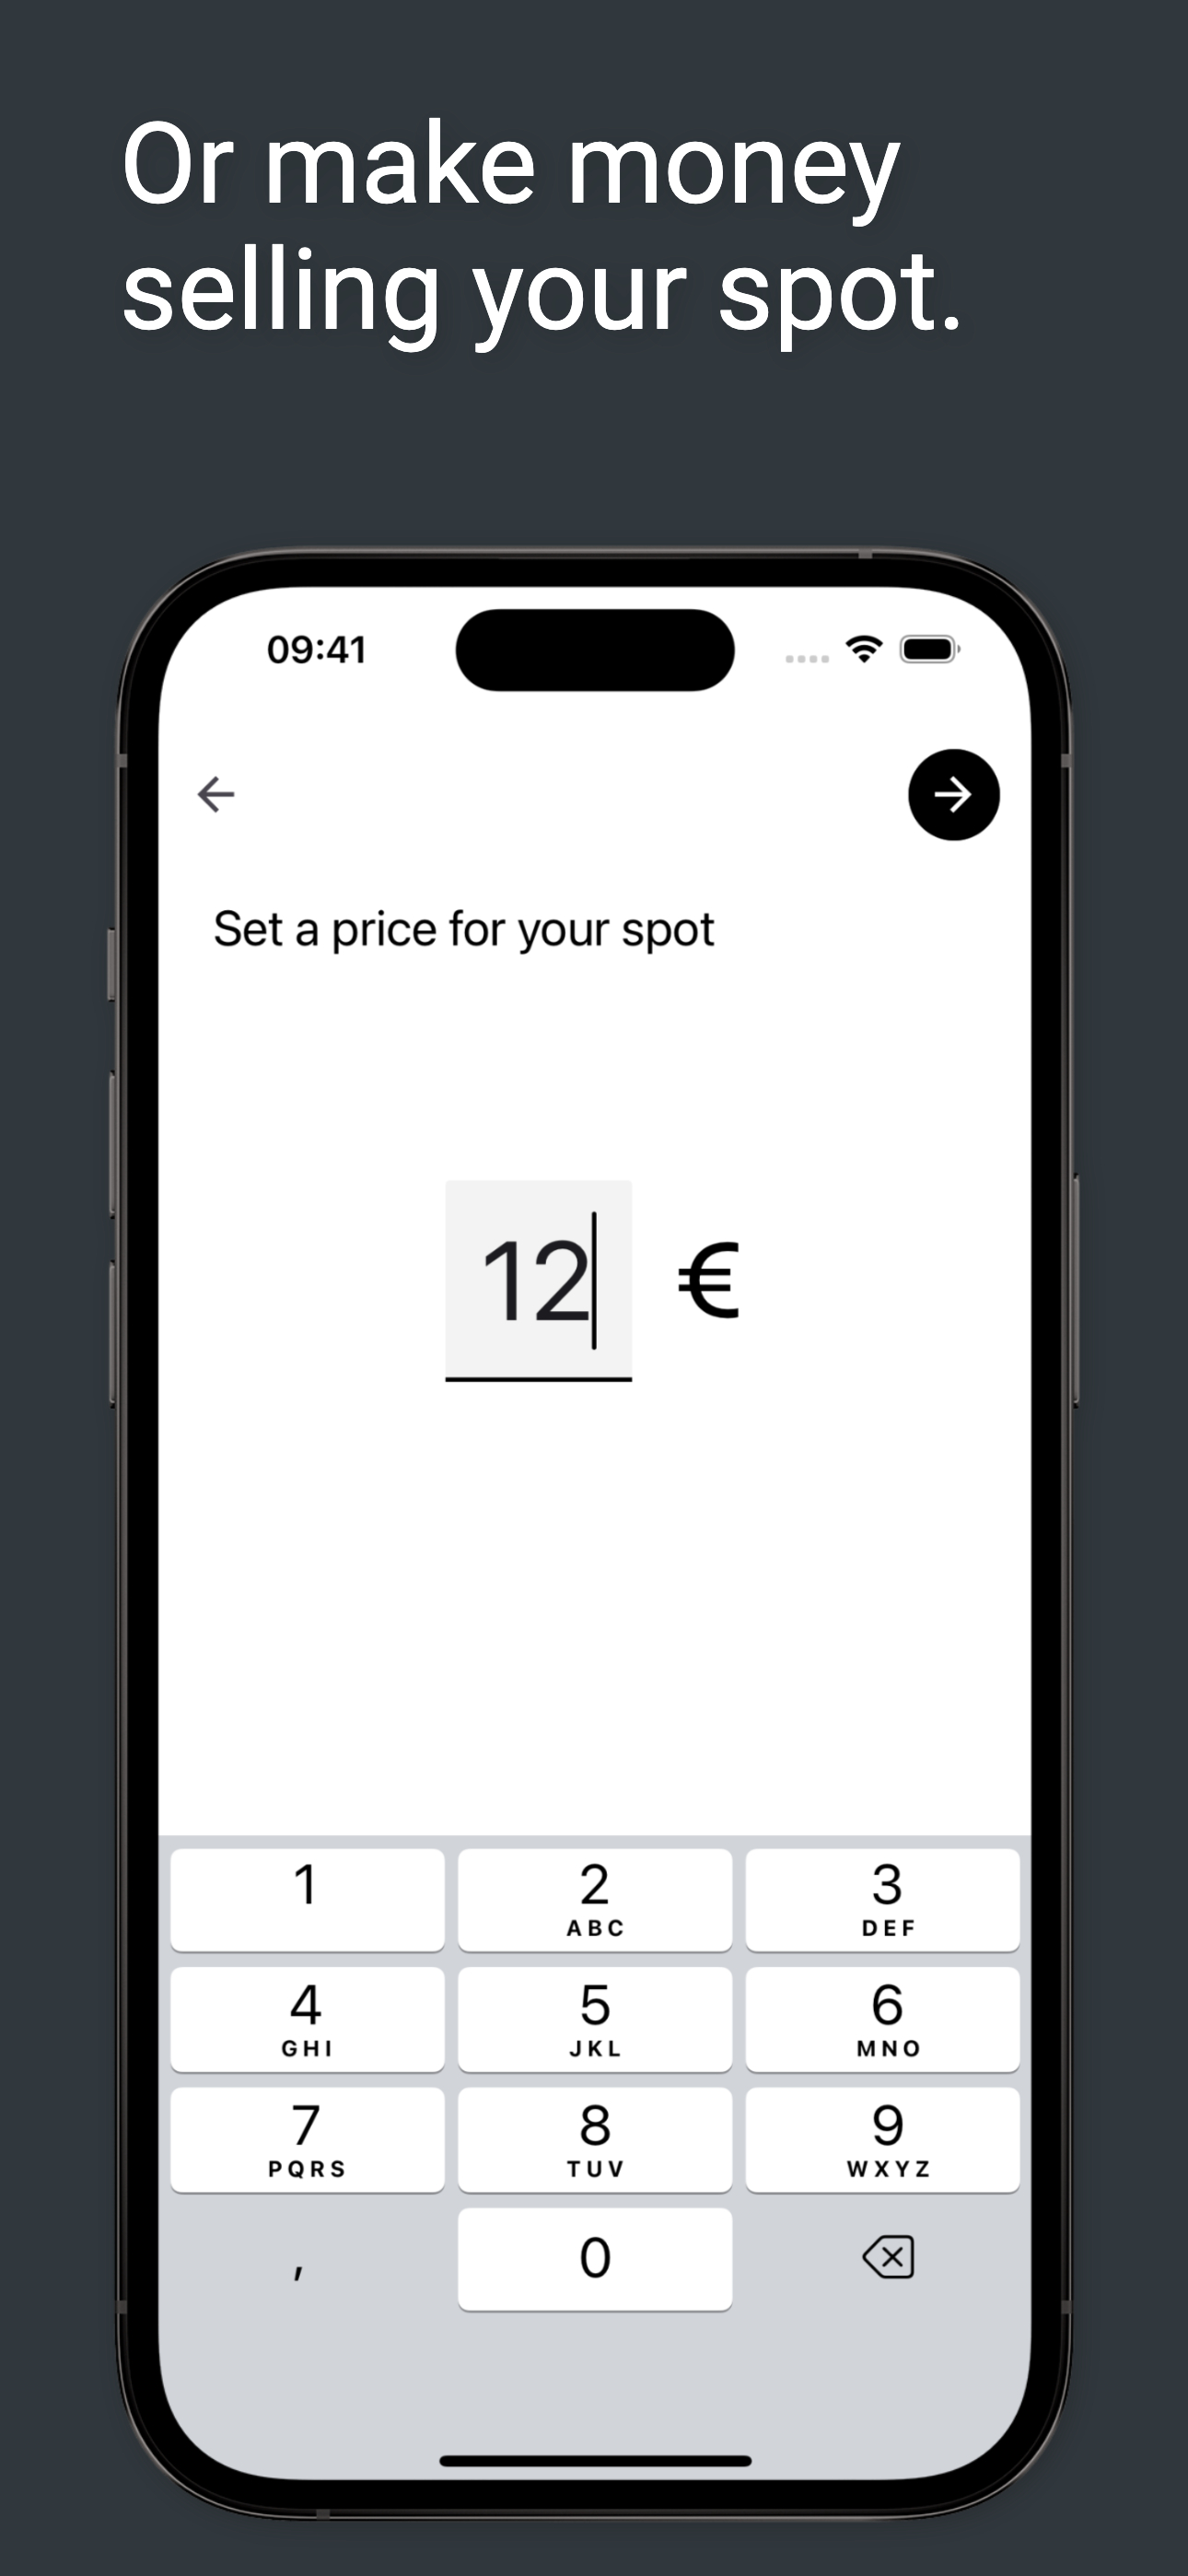 Or make money
selling your spot.
09:41
Set a price for your spot
12 €
1 2 3
ABC DEF
4 5 6
GHI JKL MNO
7 8 9
PQRS TUV WXYZ
, 0